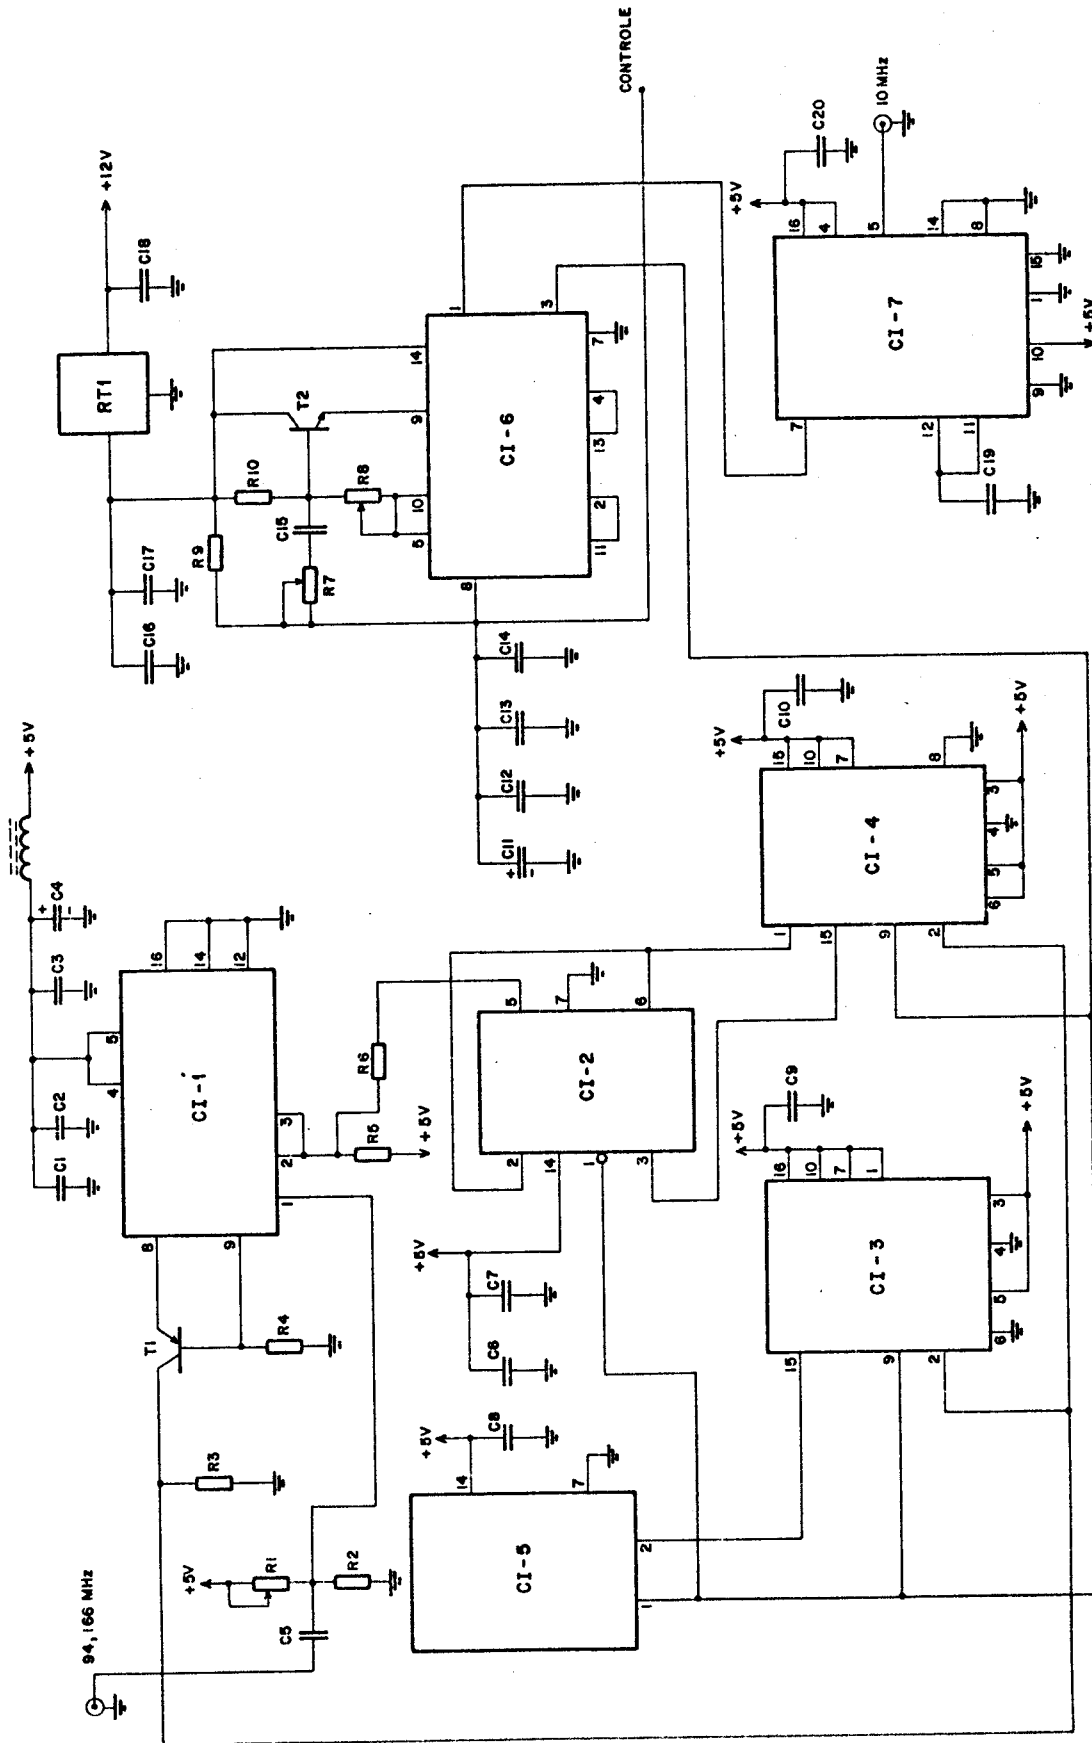 94,166 MHz
+5V
R1
C5
R2
R3
T1
R4
C1
C2
C3
C4
+
-
+5V
8
9
4
5
16
14
12
CI-1
1
2
3
R5
+5V
R6
C16
C17
RT1
C18
+12V
R9
R10
T2
C15
R7
R8
8
5
10
9
14
CI-6
1
3
11
2
13
4
7
C11
+
-
C12
C13
C14
CONTROLE
+5V
C8
14
7
CI-5
1
2
+5V
C6
C7
2
14
1
3
CI-2
5
7
6
+5V
C9
15
9
2
CI-3
16
10
7
1
6
5
4
3
+5V
+5V
C10
1
15
9
2
CI-4
15
10
7
8
6
5
4
3
+5V
+5V
C20
7
12
11
C19
CI-7
16
4
5
14
8
10 MHz
9
10
1
15
+5V